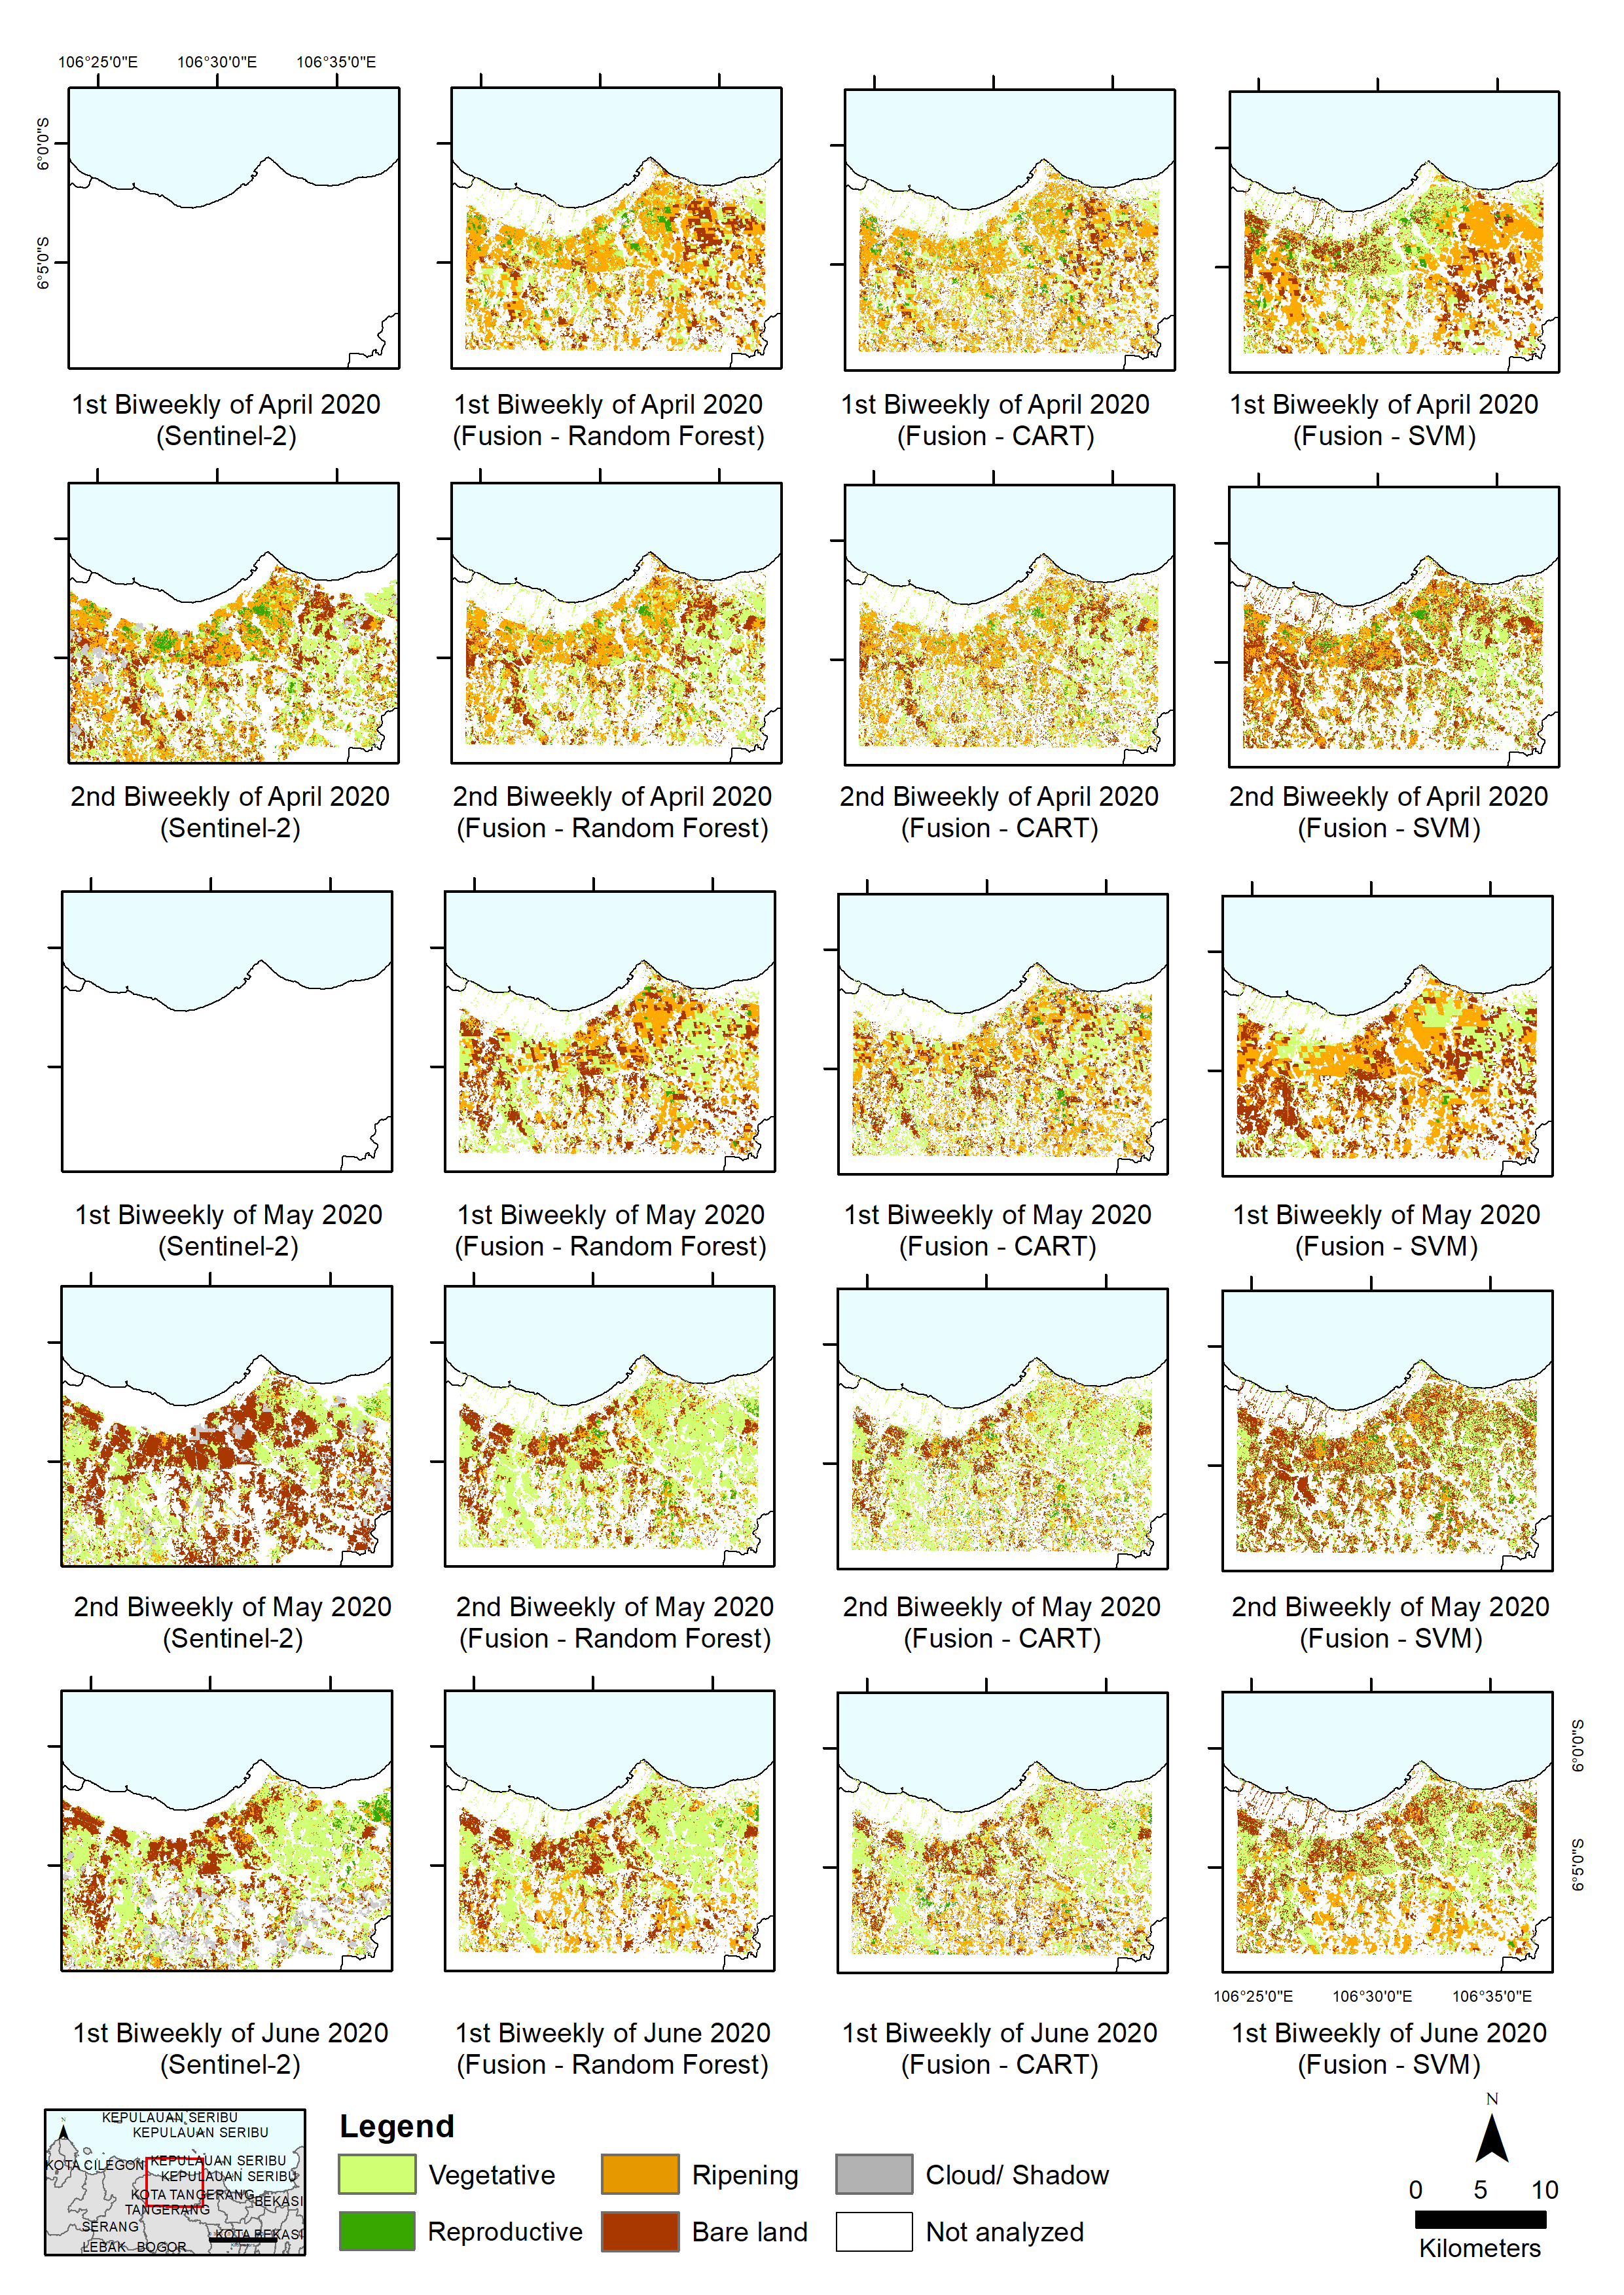 106°25'0"E 106°30'0"E 106°35'0"E
6°0'0"S
6°5'0"S
1st Biweekly of April 2020
(Sentinel-2)
1st Biweekly of April 2020
(Fusion - Random Forest)
1st Biweekly of April 2020
(Fusion - CART)
1st Biweekly of April 2020
(Fusion - SVM)
2nd Biweekly of April 2020
(Sentinel-2)
2nd Biweekly of April 2020
(Fusion - Random Forest)
2nd Biweekly of April 2020
(Fusion - CART)
2nd Biweekly of April 2020
(Fusion - SVM)
1st Biweekly of May 2020
(Sentinel-2)
1st Biweekly of May 2020
(Fusion - Random Forest)
1st Biweekly of May 2020
(Fusion - CART)
1st Biweekly of May 2020
(Fusion - SVM)
2nd Biweekly of May 2020
(Sentinel-2)
2nd Biweekly of May 2020
(Fusion - Random Forest)
2nd Biweekly of May 2020
(Fusion - CART)
2nd Biweekly of May 2020
(Fusion - SVM)
6°0'0"S
6°5'0"S
106°25'0"E 106°30'0"E 106°35'0"E
1st Biweekly of June 2020
(Sentinel-2)
1st Biweekly of June 2020
(Fusion - Random Forest)
1st Biweekly of June 2020
(Fusion - CART)
1st Biweekly of June 2020
(Fusion - SVM)
N
KEPULAUAN SERIBU
KEPULAUAN SERIBU
KEPULAUAN SERIBU
KOTA CILEGON
KEPULAUAN SERIBU
KOTA TANGERANG
BEKASI
TANGERANG
SERANG
KOTA BEKASI
LEBAK BOGOR
Legend
Vegetative
Ripening
Cloud/ Shadow
Reproductive
Bare land
Not analyzed
N
0 5 10
Kilometers